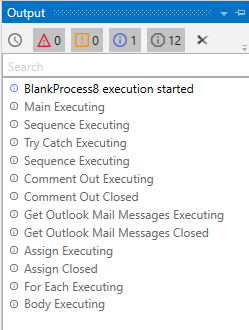 Output
0
0
1
12
Search
BlankProcess8 execution started
Main Executing
Sequence Executing
Try Catch Executing
Sequence Executing
Comment Out Executing
Comment Out Closed
Get Outlook Mail Messages Executing
Get Outlook Mail Messages Closed
Assign Executing
Assign Closed
For Each Executing
Body Executing